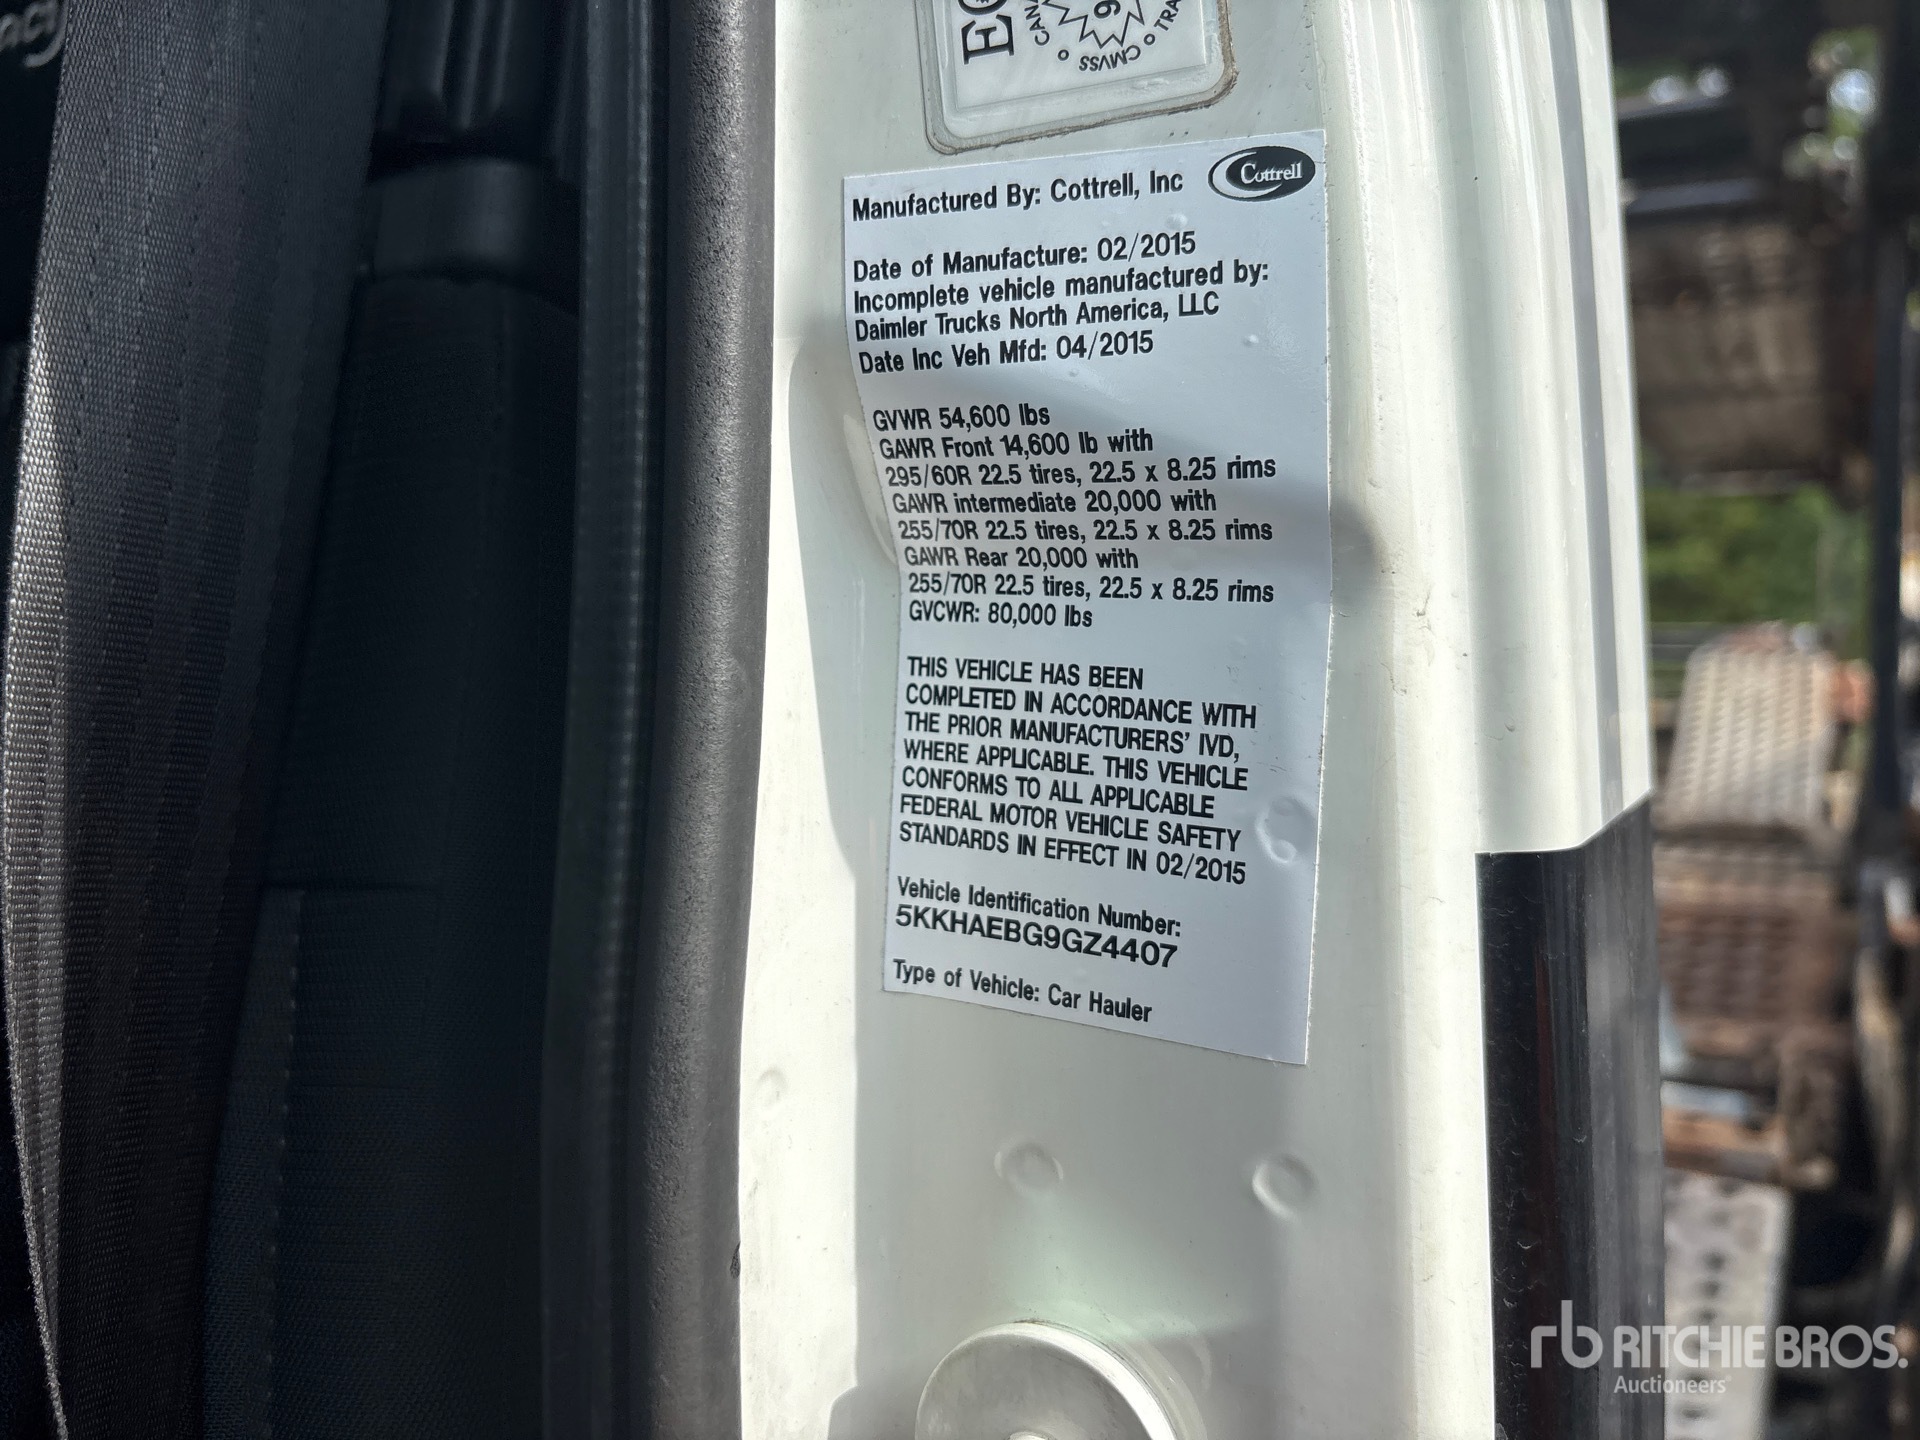 CMVSS
Manufactured By: Cottrell, Inc
Cottrell
Date of Manufacture: 02/2015
Incomplete vehicle manufactured by:
Daimler Trucks North America, LLC
Date Inc Veh Mfd: 04/2015
GVWR 54,600 lbs
GAWR Front 14,600 lb with
295/60R 22.5 tires, 22.5 x 8.25 rims
GAWR intermediate 20,000 with
255/70R 22.5 tires, 22.5 x 8.25 rims
GAWR Rear 20,000 with
255/70R 22.5 tires, 22.5 x 8.25 rims
GVCWR: 80,000 lbs
THIS VEHICLE HAS BEEN
COMPLETED IN ACCORDANCE WITH
THE PRIOR MANUFACTURERS' IVD,
WHERE APPLICABLE. THIS VEHICLE
CONFORMS TO ALL APPLICABLE
FEDERAL MOTOR VEHICLE SAFETY
STANDARDS IN EFFECT IN 02/2015
Vehicle Identification Number:
5KKHAEBG9GZ4407
Type of Vehicle: Car Hauler
rb RITCHIE BROS.
Auctioneers